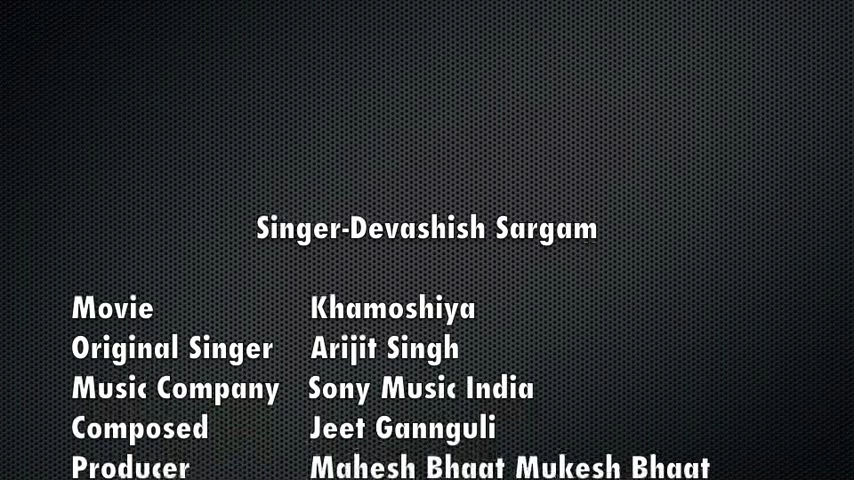 Singer-Devashish Sargam
Movie Khamoshiya
Original Singer Arijit Singh
Music Company Sony Music India
Composed Jeet Gannguli
Producer Mahesh Bhaat Mukesh Bhaat